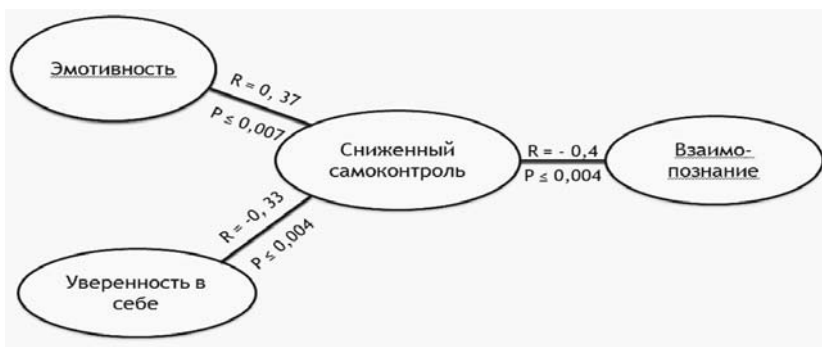 Эмотивность
R = 0, 37
P ≤ 0,007
Сниженный
самоконтроль
R = - 0,4
P ≤ 0,004
Взаимо-
познание
R = -0, 33
P ≤ 0,004
Уверенность в
себе